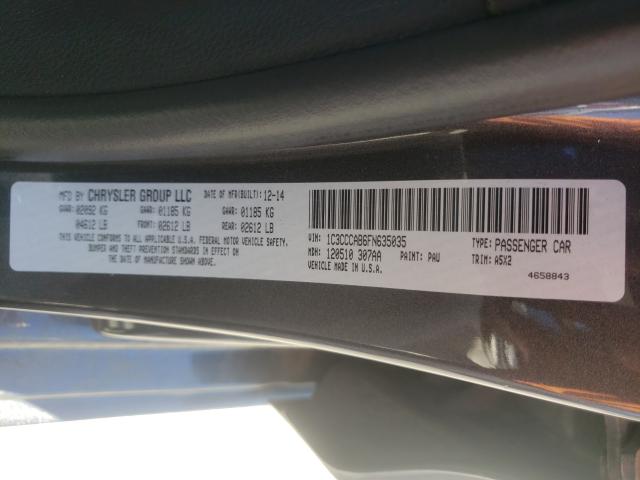 MFD BY CHRYSLER GROUP LLC DATE OF MFR(BUILT): 12-14
GVWR: 02092 KG GAWR: 01185 KG GAWR: 01185 KG
04612 LB FRONT: 02612 LB REAR: 02612 LB
THIS VEHICLE CONFORMS TO ALL APPLICABLE U.S.A. FEDERAL MOTOR VEHICLE SAFETY,
BUMPER AND THEFT PREVENTION STANDARDS IN EFFECT ON
THE DATE OF MANUFACTURE SHOWN ABOVE.
VIN: 1C3CCCAB6FN635035 TYPE: PASSENGER CAR
MDH: 120510 307AA PAINT: PAU TRIM: A5X2
VEHICLE MADE IN U.S.A.
4658843